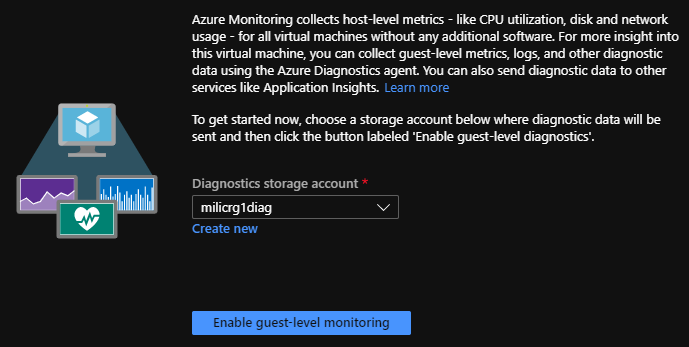 Azure Monitoring collects host-level metrics - like CPU utilization, disk and network
usage - for all virtual machines without any additional software. For more insight into
this virtual machine, you can collect guest-level metrics, logs, and other diagnostic
data using the Azure Diagnostics agent. You can also send diagnostic data to other
services like Application Insights. Learn more
To get started now, choose a storage account below where diagnostic data will be
sent and then click the button labeled 'Enable guest-level diagnostics'.
Diagnostics storage account *
milicrg1diag
Create new
Enable guest-level monitoring